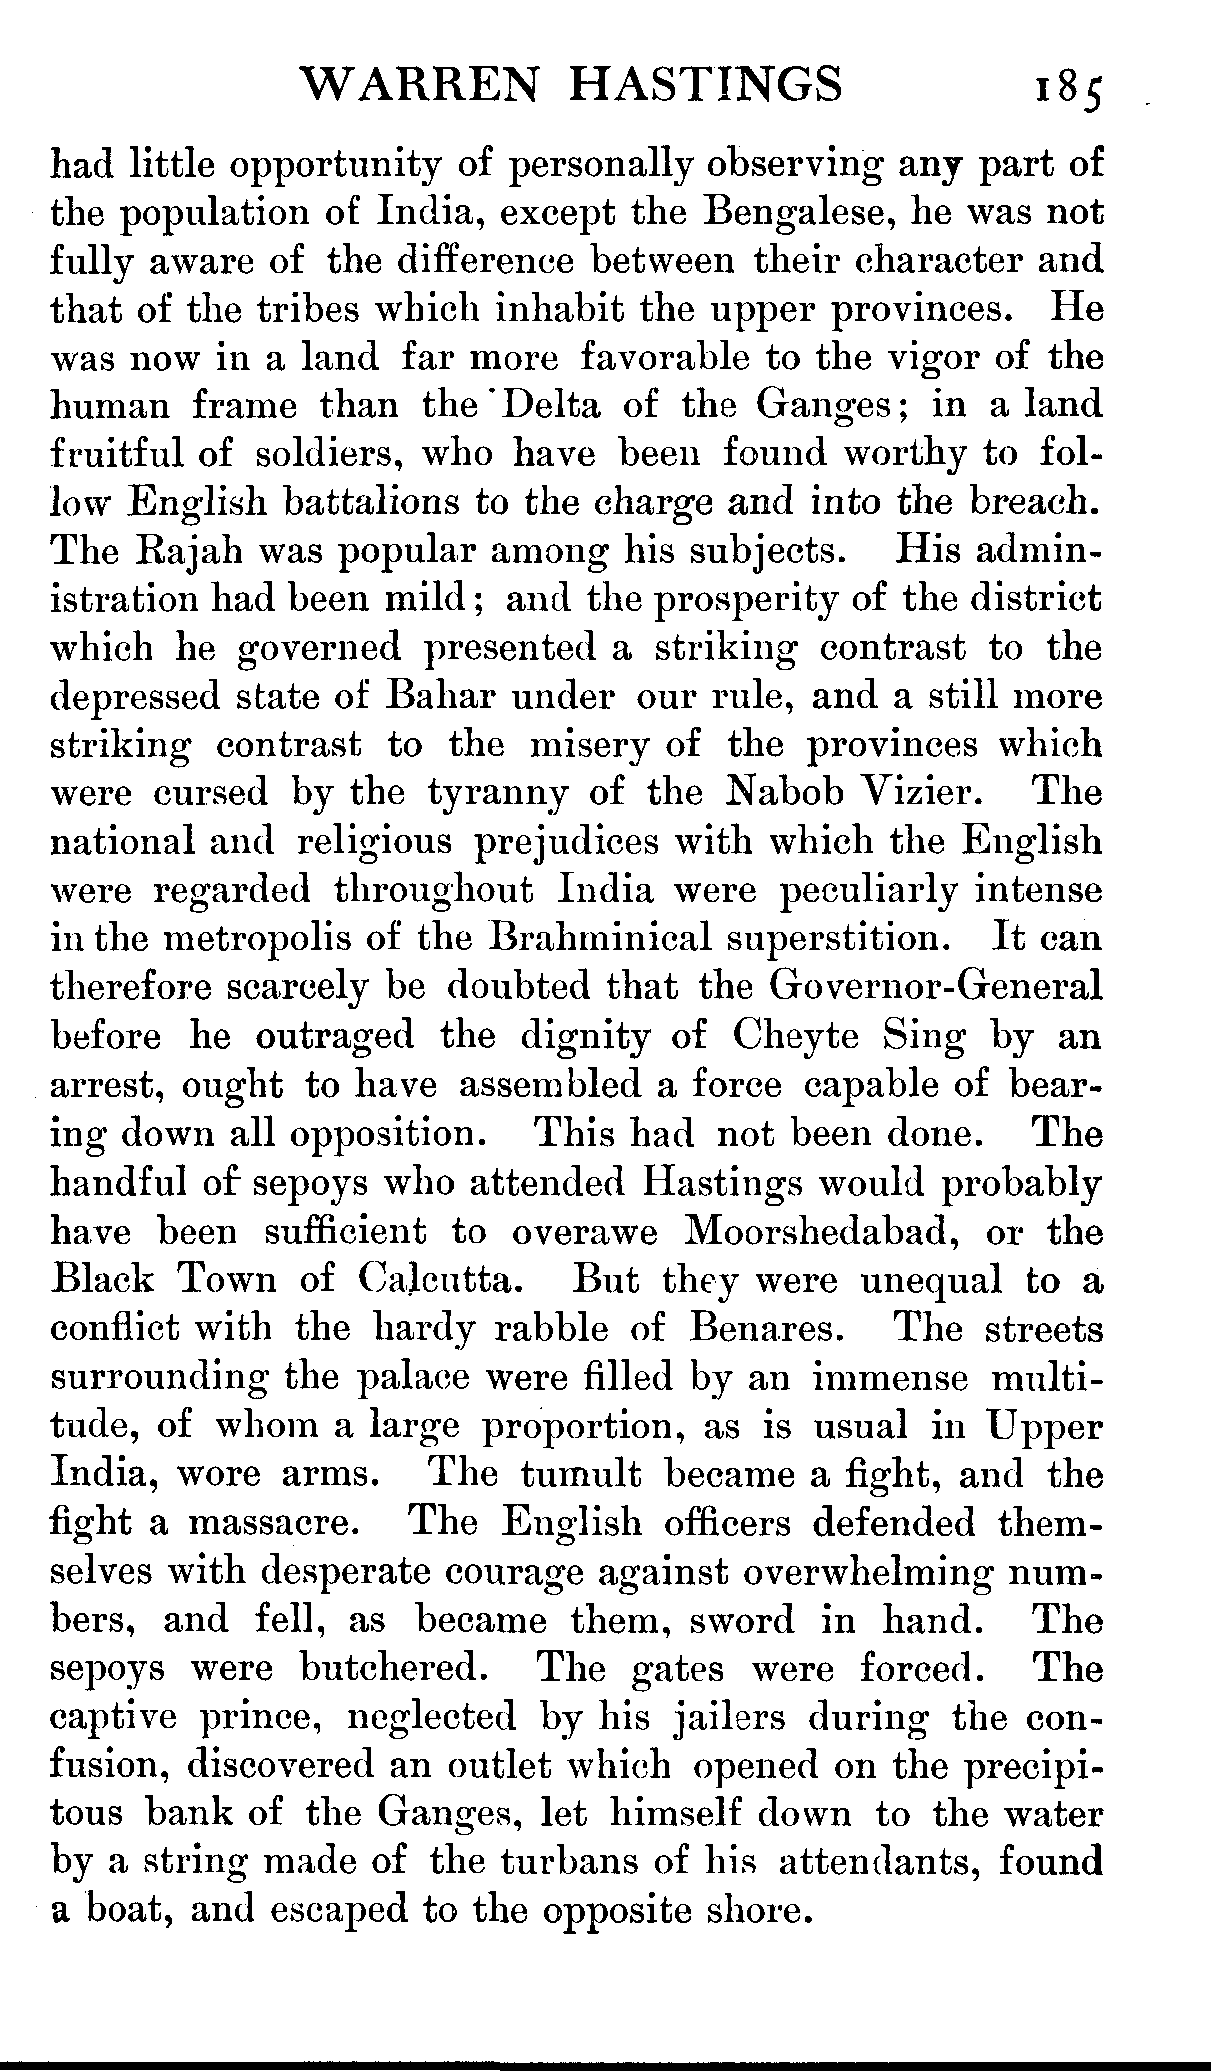 WARREN HASTINGS 185
had little opportunity of personally observing any part of
the population of India, except the Bengalese, he was not
fully aware of the difference between their character and
that of the tribes which inhabit the upper provinces. He
was now in a land far more favorable to the vigor of the
human frame than the Delta of the Ganges; in a land
fruitful of soldiers, who have been found worthy to fol-
low English battalions to the charge and into the breach.
The Rajah was popular among his subjects. His admin-
istration had been mild; and the prosperity of the district
which he governed presented a striking contrast to the
depressed state of Bahar under our rule, and a still more
striking contrast to the misery of the provinces which
were cursed by the tyranny of the Nabob Vizier. The
national and religious prejudices with which the English
were regarded throughout India were peculiarly intense
in the metropolis of the Brahminical superstition. It can
therefore scarcely be doubted that the Governor-General
before he outraged the dignity of Cheyte Sing by an
arrest, ought to have assembled a force capable of bear-
ing down all opposition. This had not been done. The
handful of sepoys who attended Hastings would probably
have been sufficient to overawe Moorshedabad, or the
Black Town of Calcutta. But they were unequal to a
conflict with the hardy rabble of Benares. The streets
surrounding the palace were filled by an immense multi-
tude, of whom a large proportion, as is usual in Upper
India, wore arms. The tumult became a fight, and the
fight a massacre. The English officers defended them-
selves with desperate courage against overwhelming num-
bers, and fell, as became them, sword in hand. The
sepoys were butchered. The gates were forced. The
captive prince, neglected by his jailers during the con-
fusion, discovered an outlet which opened on the precipi-
tous bank of the Ganges, let himself down to the water
by a string made of the turbans of his attendants, found
a boat, and escaped to the opposite shore.